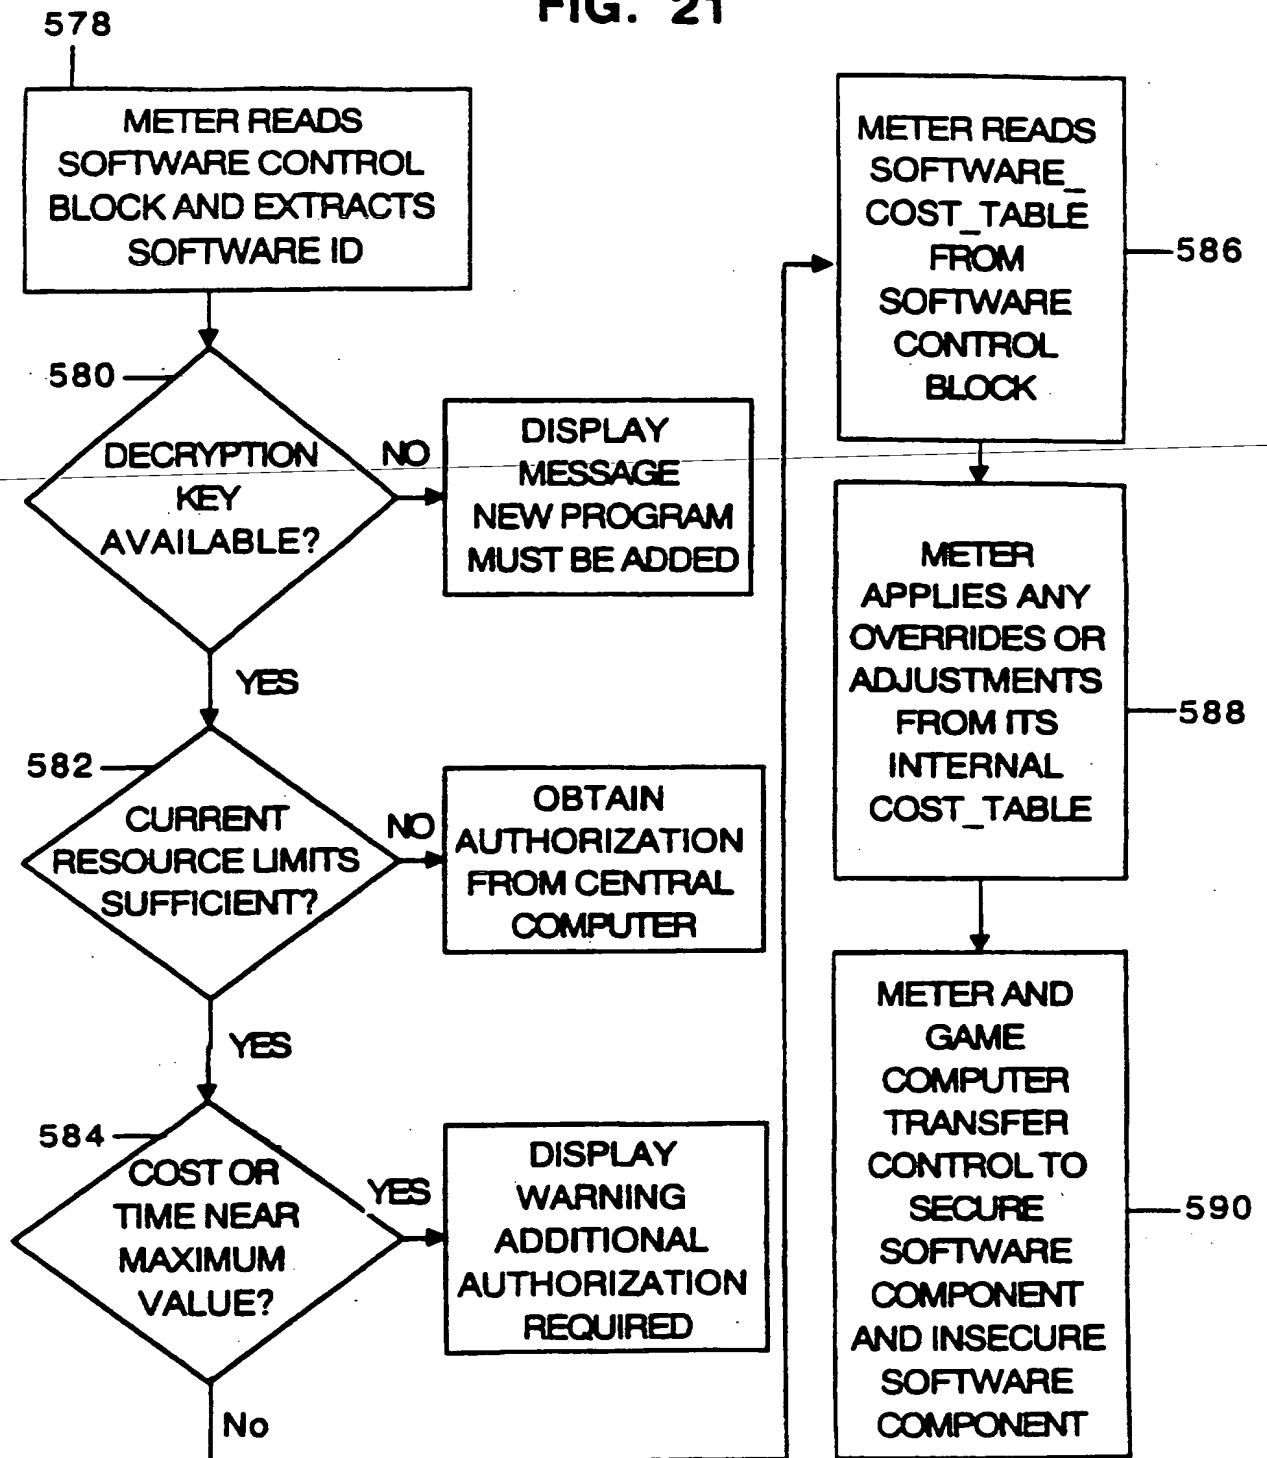 FIG. 21
578
METER READS
SOFTWARE CONTROL
BLOCK AND EXTRACTS
SOFTWARE ID
580
DECRYPTION
KEY
AVAILABLE?
NO
DISPLAY
MESSAGE
NEW PROGRAM
MUST BE ADDED
YES
582
CURRENT
RESOURCE LIMITS
SUFFICIENT?
NO
OBTAIN
AUTHORIZATION
FROM CENTRAL
COMPUTER
YES
584
COST OR
TIME NEAR
MAXIMUM
VALUE?
YES
DISPLAY
WARNING
ADDITIONAL
AUTHORIZATION
REQUIRED
No
METER READS
SOFTWARE_
COST_TABLE
FROM
SOFTWARE
CONTROL
BLOCK
586
METER
APPLIES ANY
OVERRIDES OR
ADJUSTMENTS
FROM ITS
INTERNAL
COST_TABLE
588
METER AND
GAME
COMPUTER
TRANSFER
CONTROL TO
SECURE
SOFTWARE
COMPONENT
AND INSECURE
SOFTWARE
COMPONENT
590